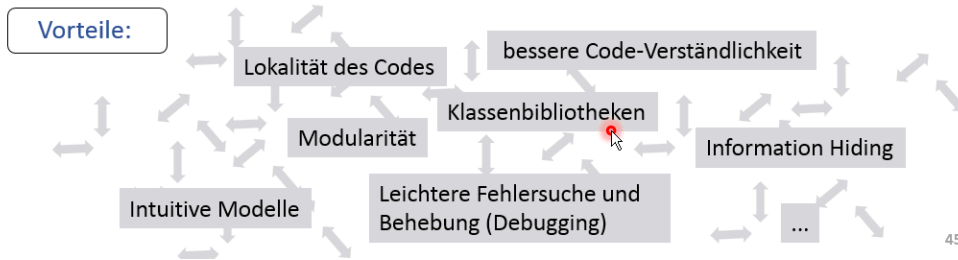 Vorteile:
bessere Code-Verständlichkeit
Lokalität des Codes
Klassenbibliotheken
Modularität
Information Hiding
Leichtere Fehlersuche und
Behebung (Debugging)
Intuitive Modelle
...
45